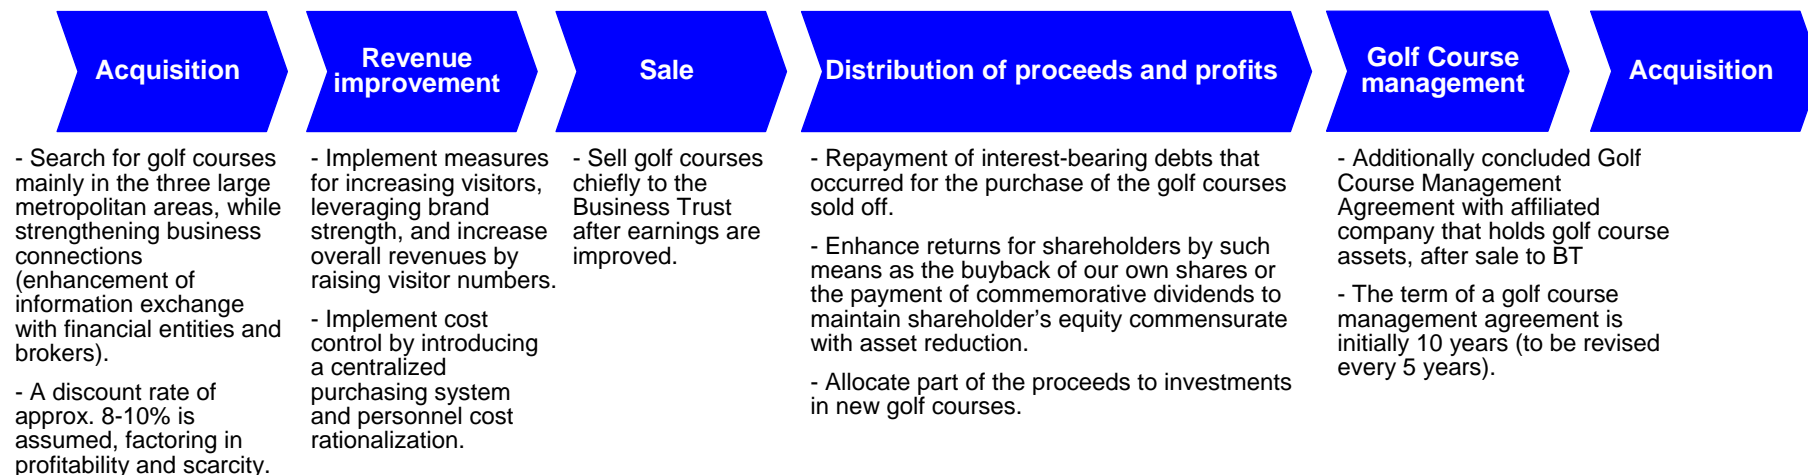 Acquisition
Revenue
improvement
Sale
Distribution of proceeds and profits
Golf Course
management
Acquisition
- Search for golf courses
mainly in the three large
metropolitan areas, while
strengthening business
connections
(enhancement of
information exchange
with financial entities and
brokers).
- A discount rate of
approx. 8-10% is
assumed, factoring in
profitability and scarcity.
- Implement measures
for increasing visitors,
leveraging brand
strength, and increase
overall revenues by
raising visitor numbers.
- Implement cost
control by introducing
a centralized
purchasing system
and personnel cost
rationalization.
- Sell golf courses
chiefly to the
Business Trust
after earnings are
improved.
- Repayment of interest-bearing debts that
occurred for the purchase of the golf courses
sold off.
- Enhance returns for shareholders by such
means as the buyback of our own shares or
the payment of commemorative dividends to
maintain shareholder’s equity commensurate
with asset reduction.
- Allocate part of the proceeds to investments
in new golf courses.
- Additionally concluded Golf
Course Management
Agreement with affiliated
company that holds golf course
assets, after sale to BT
- The term of a golf course
management agreement is
initially 10 years (to be revised
every 5 years).